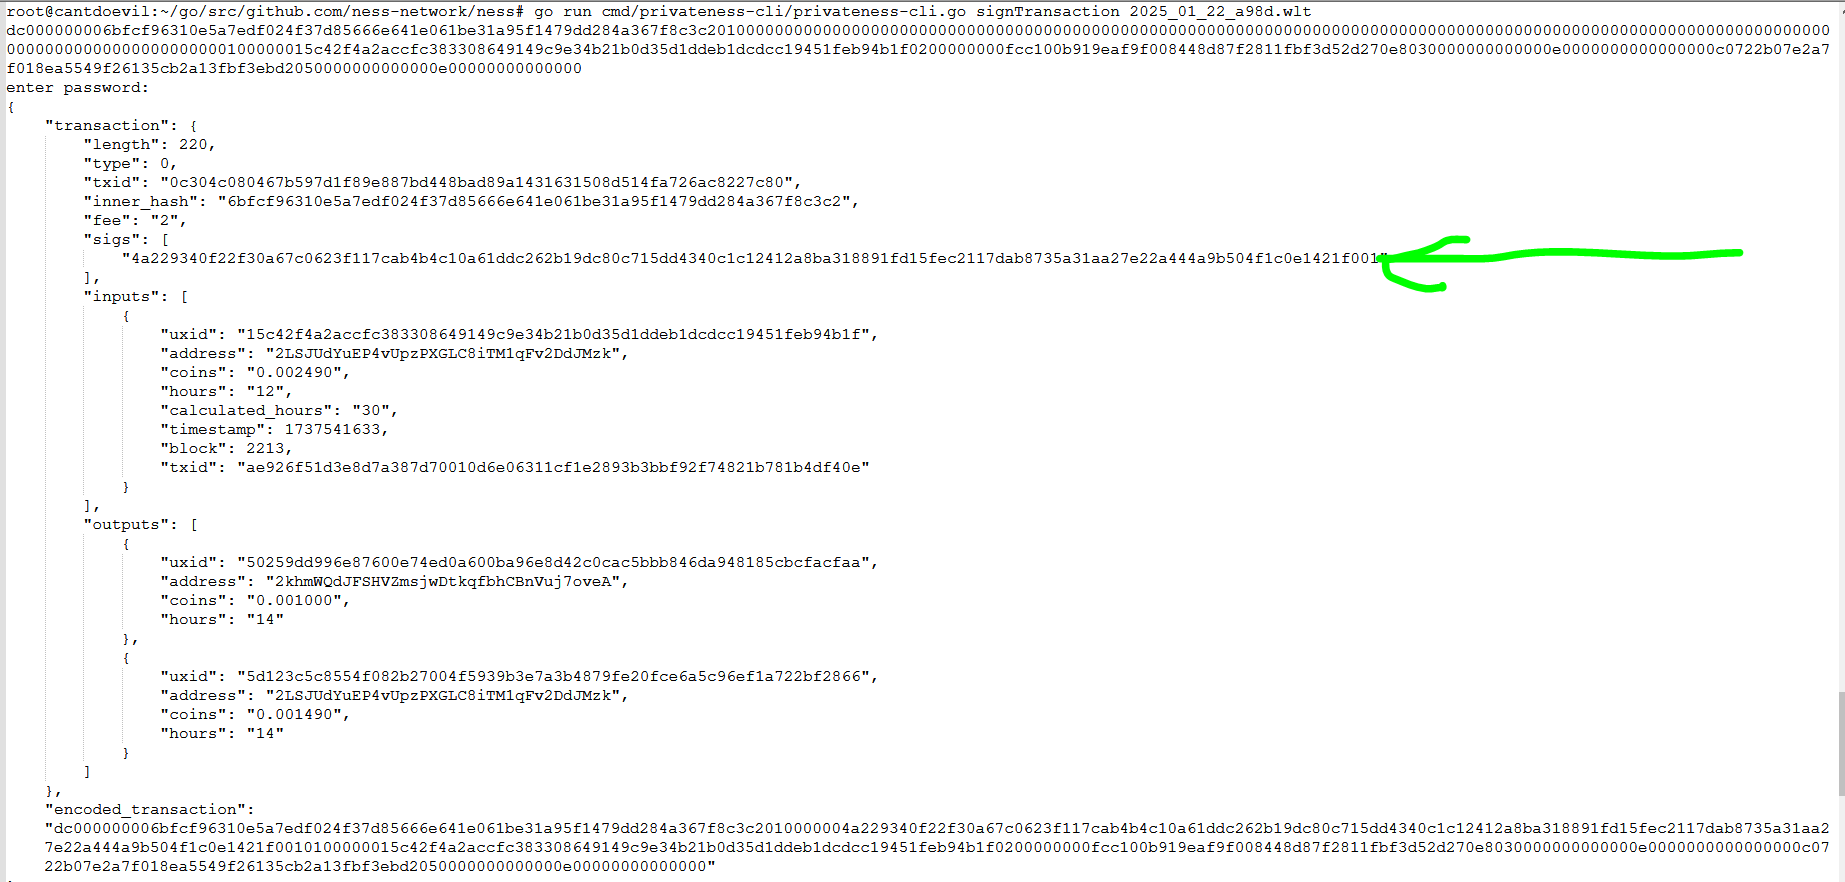 root@cantdoevil:~/go/src/github.com/ness-network/ness# go run cmd/privateness-cli/privateness-cli.go signTransaction 2025_01_22_a98d.wlt
dc000000006bfcf96310e5a7edf024f37d85666e641e061be31a95f1479dd284a367f8c3c20100000000000000000000000000000000000000000000000000000000000000000000000000000000000000000000000000000000000000000000
000000000000000000000000100000015c42f4a2accfc383308649149c9e34b21b0d35d1ddeb1dcdcc19451feb94b1f0200000000fcc100b919eaf9f008448d87f2811fbf3d52d270e8030000000000000e0000000000000000c0722b07e2a7
f018ea5549f26135cb2a13fbf3ebd2050000000000000e00000000000000
enter password:
{
"transaction": {
"length": 220,
"type": 0,
"txid": "0c304c080467b597d1f89e887bd448bad89a1431631508d514fa726ac8227c80",
"inner_hash": "6bfcf96310e5a7edf024f37d85666e641e061be31a95f1479dd284a367f8c3c2",
"fee": "2",
"sigs": [
"4a229340f22f30a67c0623f117cab4b4c10a61ddc262b19dc80c715dd4340c1c12412a8ba318891fd15fec2117dab8735a31aa27e22a444a9b504f1c0e1421f001"
],
"inputs": [
{
"uxid": "15c42f4a2accfc383308649149c9e34b21b0d35d1ddeb1dcdcc19451feb94b1f",
"address": "2LSJUdYuEP4vUpzPXGLC8iTM1qFv2DdJMzk",
"coins": "0.002490",
"hours": "12",
"calculated_hours": "30",
"timestamp": 1737541633,
"block": 2213,
"txid": "ae926f51d3e8d7a387d70010d6e06311cf1e2893b3bbf92f74821b781b4df40e"
}
],
"outputs": [
{
"uxid": "50259dd996e87600e74ed0a600ba96e8d42c0cac5bbb846da948185cbcfacfaa",
"address": "2khmWQdJFSHVZmsjwDtkqfbhCBnVuj7oveA",
"coins": "0.001000",
"hours": "14"
},
{
"uxid": "5d123c5c8554f082b27004f5939b3e7a3b4879fe20fce6a5c96ef1a722bf2866",
"address": "2LSJUdYuEP4vUpzPXGLC8iTM1qFv2DdJMzk",
"coins": "0.001490",
"hours": "14"
}
]
},
"encoded_transaction":
"dc000000006bfcf96310e5a7edf024f37d85666e641e061be31a95f1479dd284a367f8c3c2010000004a229340f22f30a67c0623f117cab4b4c10a61ddc262b19dc80c715dd4340c1c12412a8ba318891fd15fec2117dab8735a31aa2
7e22a444a9b504f1c0e1421f0010100000015c42f4a2accfc383308649149c9e34b21b0d35d1ddeb1dcdcc19451feb94b1f0200000000fcc100b919eaf9f008448d87f2811fbf3d52d270e8030000000000000e0000000000000000c07
22b07e2a7f018ea5549f26135cb2a13fbf3ebd2050000000000000e00000000000000"